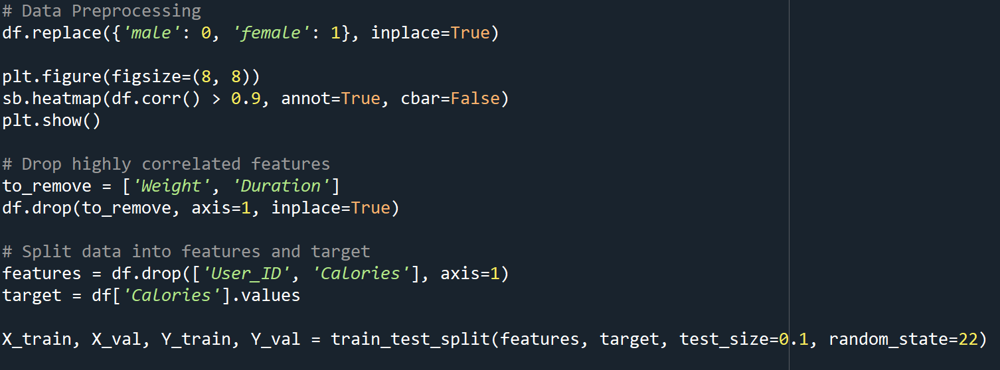 # Data Preprocessing
df.replace({'male': 0, 'female': 1}, inplace=True)
plt.figure(figsize=(8, 8))
sb.heatmap(df.corr() > 0.9, annot=True, cbar=False)
plt.show()
# Drop highly correlated features
to_remove = ['Weight', 'Duration']
df.drop(to_remove, axis=1, inplace=True)
# Split data into features and target
features = df.drop(['User_ID', 'Calories'], axis=1)
target = df['Calories'].values
X_train, X_val, Y_train, Y_val = train_test_split(features, target, test_size=0.1, random_state=22)